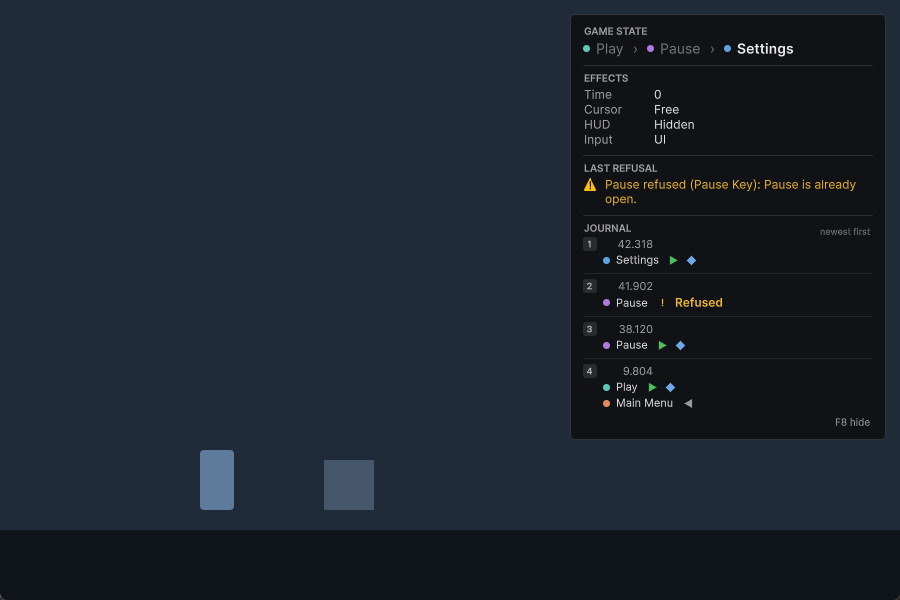 GAME STATE
Play › Pause › Settings
EFFECTS
Time 0
Cursor Free
HUD Hidden
Input UI
LAST REFUSAL
Pause refused (Pause Key): Pause is already
open.
JOURNAL newest first
1 42.318
Settings
2 41.902
Pause ! Refused
3 38.120
Pause
4 9.804
Play
Main Menu
F8 hide